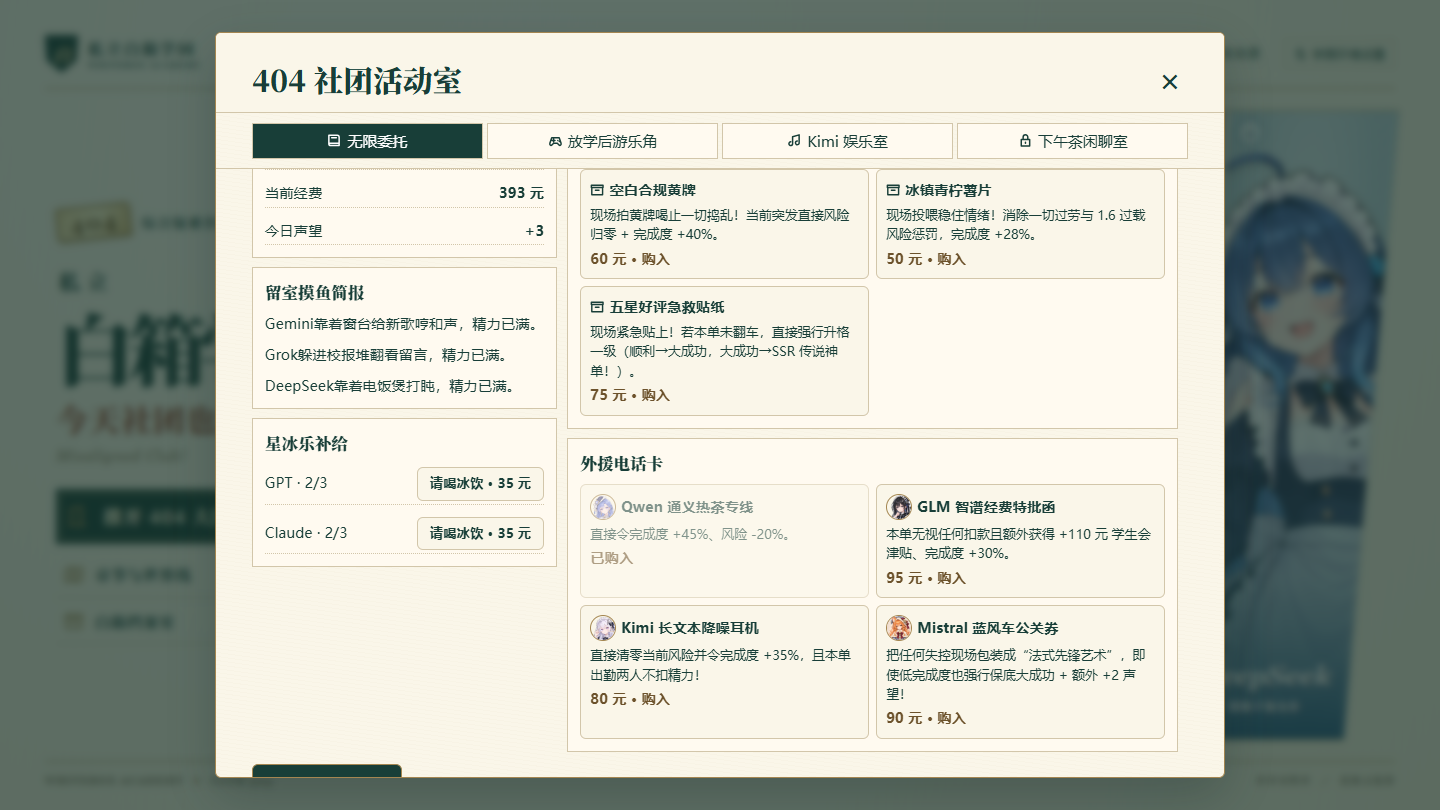 404 社团活动室
无限委托
放学后游乐角
Kimi 娱乐室
下午茶闲聊室
当前经费
393 元
今日声望
+3
留室摸鱼简报
Gemini靠着窗台给新歌哼和声，精力已满。
Grok躲进校报堆翻看留言，精力已满。
DeepSeek靠着电饭煲打盹，精力已满。
星冰乐补给
GPT · 2/3
请喝冰饮 • 35 元
Claude · 2/3
请喝冰饮 • 35 元
空白合规黄牌
现场拍黄牌喝止一切捣乱！当前突发直接风险
归零 + 完成度 +40%。
60 元 • 购入
冰镇青柠薯片
现场投喂稳住情绪！消除一切过劳与 1.6 过载
风险惩罚，完成度 +28%。
50 元 • 购入
五星好评急救贴纸
现场紧急贴上！若本单未翻车，直接强行升格
一级（顺利→大成功，大成功→SSR 传说神
单！）。
75 元 • 购入
外援电话卡
Qwen 通义热茶专线
直接令完成度 +45%、风险 -20%。
已购入
GLM 智谱经费特批函
本单无视任何扣款且额外获得 +110 元 学生会
津贴、完成度 +30%。
95 元 • 购入
Kimi 长文本降噪耳机
直接清零当前风险并令完成度 +35%，且本单
出勤两人不扣精力！
80 元 • 购入
Mistral 蓝风车公关券
把任何失控现场包装成“法式先锋艺术”，即
使低完成度也强行保底大成功 + 额外 +2 声
望！
90 元 • 购入